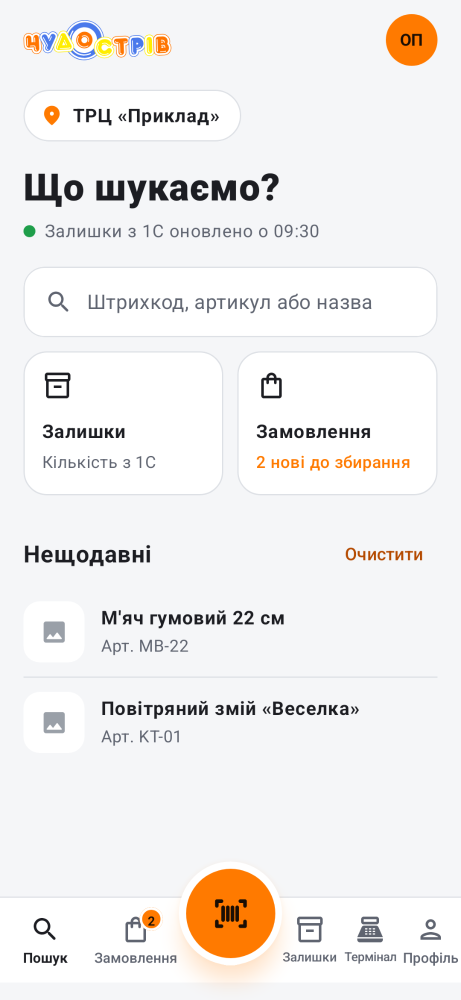 ЧУДОСТРІВ
ОП
ТРЦ «Приклад»
Що шукаємо?
Залишки з 1С оновлено о 09:30
Штрихкод, артикул або назва
Залишки
Кількість з 1С
Замовлення
2 нові до збирання
Нещодавні
Очистити
М'яч гумовий 22 см
Арт. MB-22
Повітряний змій «Веселка»
Арт. KT-01
2
Пошук
Замовлення
Залишки
Термінал
Профіль